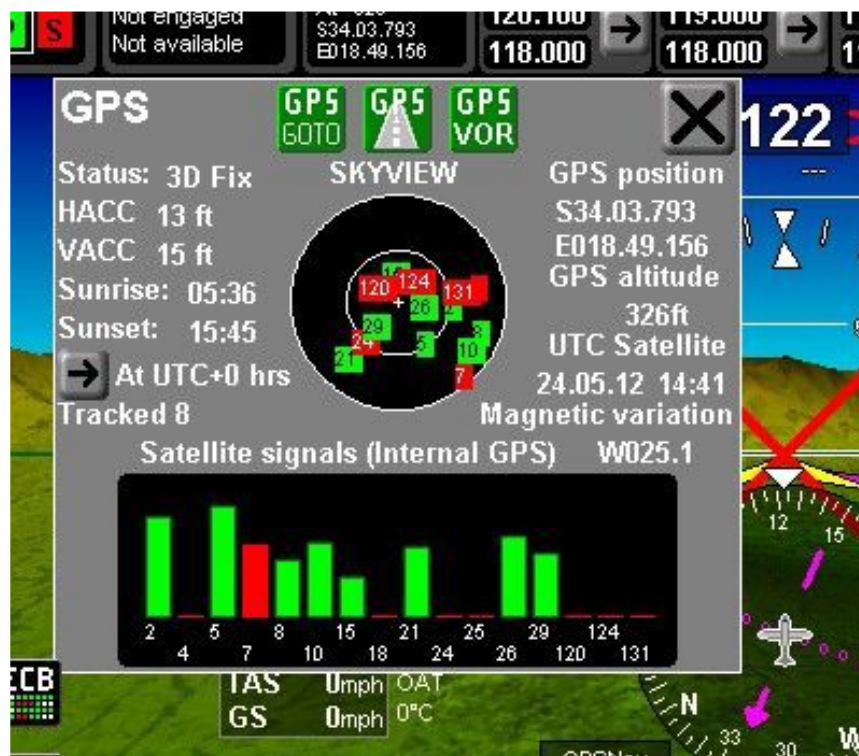 S
Not engaged
Not available
S34.03.793
E018.49.156
120.100
118.000
119.000
118.000
GPS
GPS GOTO
GPS
GPS VOR
122
Status: 3D Fix
SKYVIEW
GPS position
HACC 13 ft
S34.03.793
VACC 15 ft
E018.49.156
Sunrise: 05:36
GPS altitude
326ft
Sunset: 15:45
UTC Satellite
At UTC+0 hrs
24.05.12 14:41
Tracked 8
Magnetic variation
120
124
131
26
29
24
21
5
8
10
7
Satellite signals (Internal GPS) W025.1
2 5 8 15 21 25 29 124
4 7 10 18 24 26 120 131
12
15
ECB
TAS 0mph OAT
GS 0mph 0°C
N
33
30
W